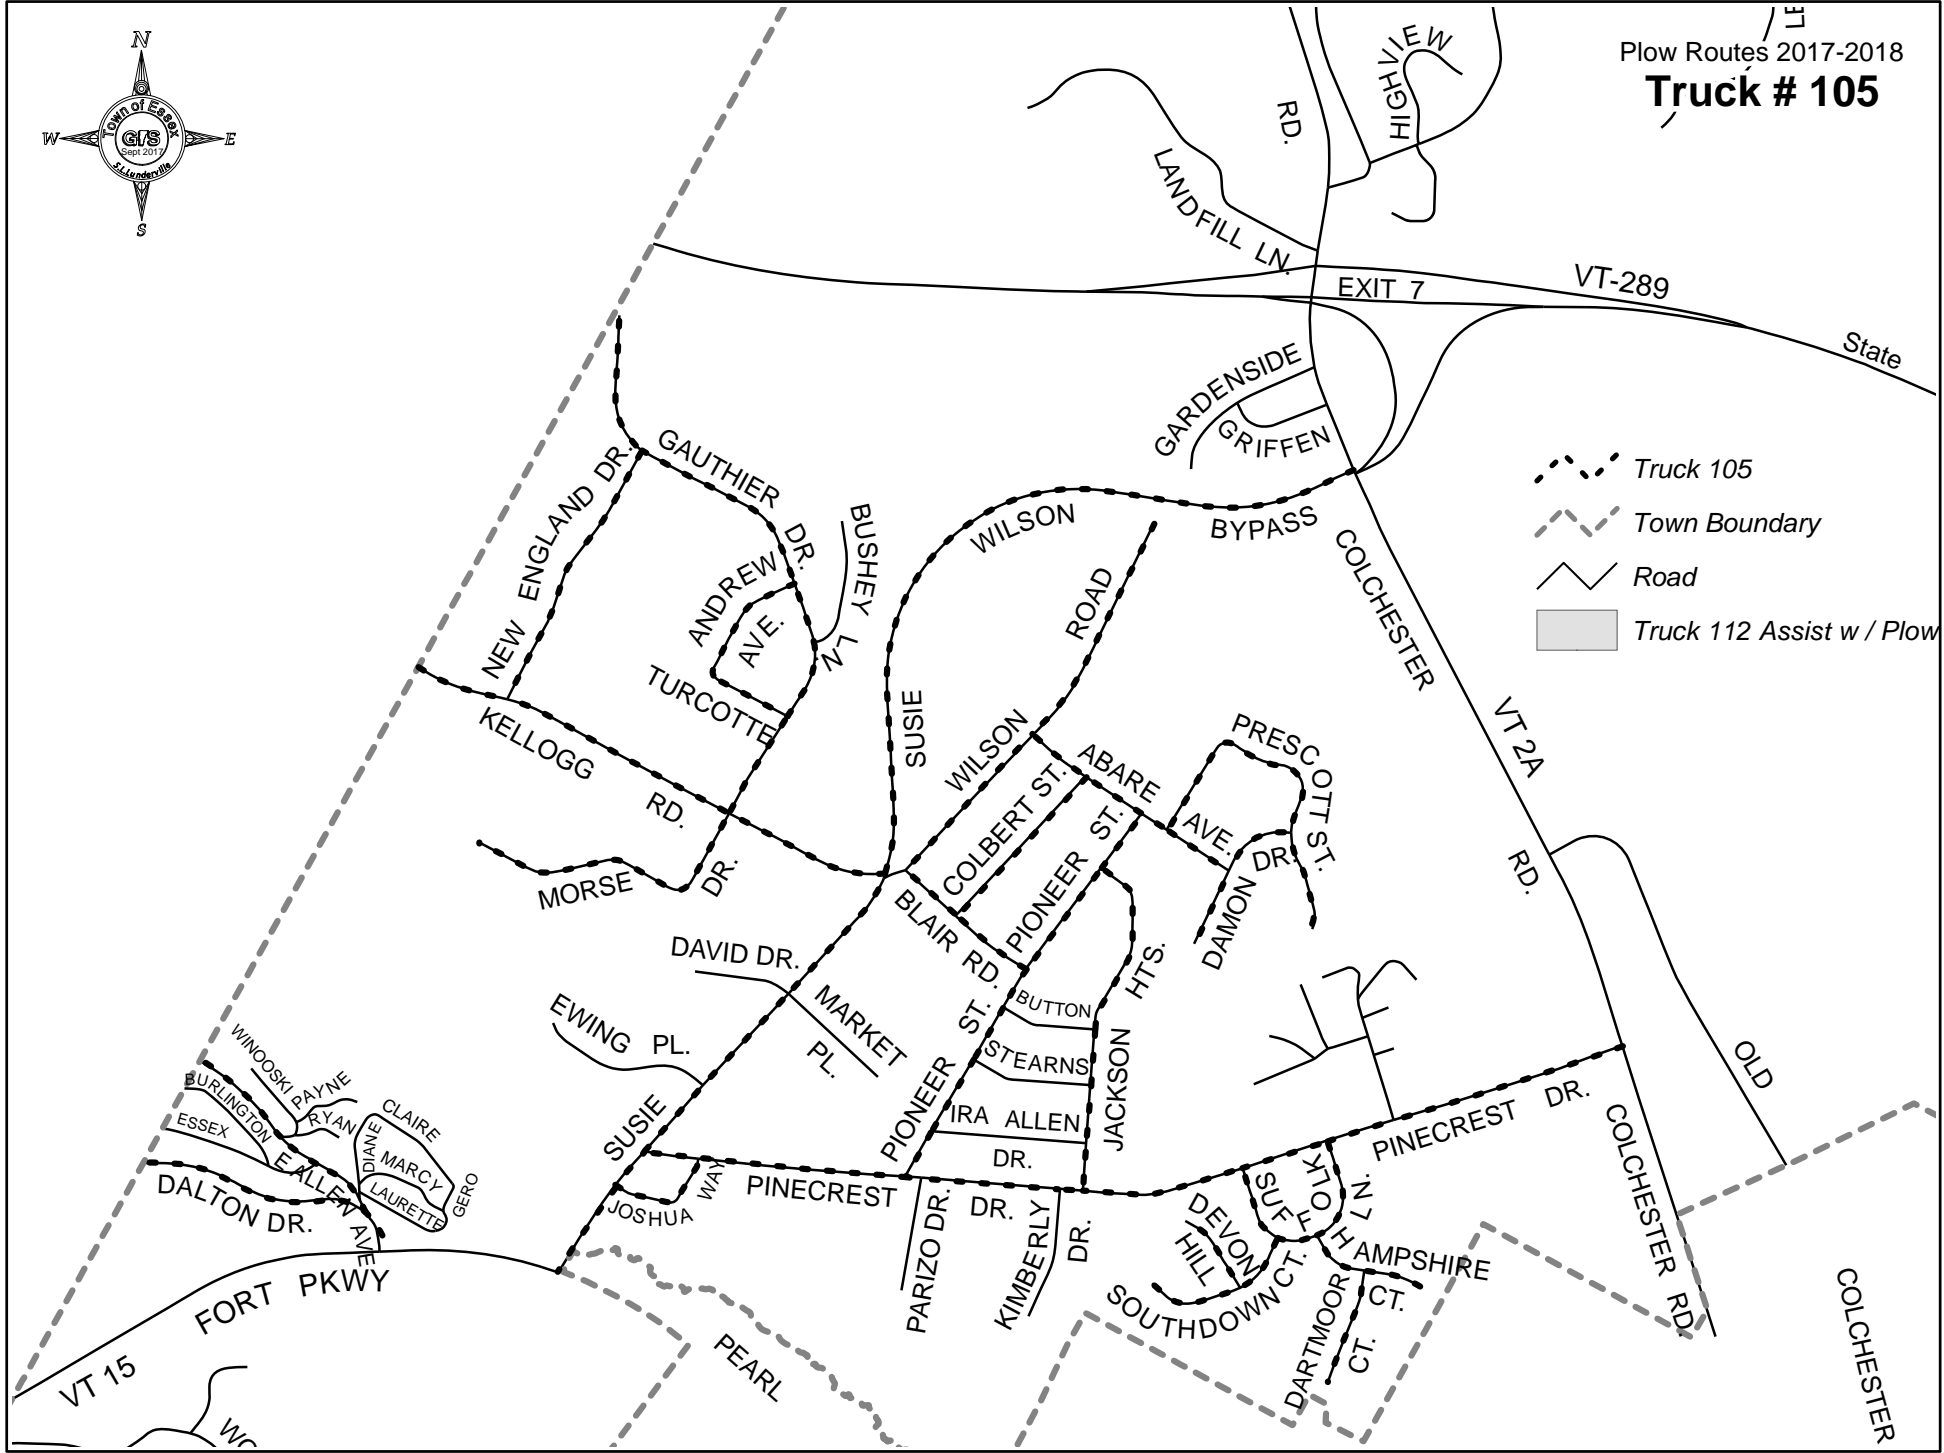 Plow Routes 2017-2018
Truck # 105
N
W
E
S
Town of Essex
GIS
Sept 2017
S.L.Lunderville
HIGHVIEW
RD.
LANDFILL LN.
EXIT 7
VT-289
State
GARDENSIDE
GRIFFEN
Truck 105
Town Boundary
Road
Truck 112 Assist w / Plow
GAUTHIER DR.
NEW ENGLAND DR.
BUSHEY LN.
ANDREW AVE.
TURCOTTE
WILSON
BYPASS
SUSIE
COLCHESTER
VT 2A
RD.
KELLOGG RD.
WILSON ROAD
ABARE AVE.
PRESCOTT ST.
COLBERT ST.
PIONEER ST.
DAMON DR.
MORSE DR.
BLAIR RD.
DAVID DR.
MARKET PL.
EWING PL.
HTS.
JACKSON
BUTTON
STEARNS
IRA ALLEN
DR.
PIONEER ST.
OLD
WINOOSKI
PAYNE
RYAN
BURLINGTON
ESSEX
CLAIRE
DIANE
MARCY
LAURETTE
GERO
E ALLEN AVE
DALTON DR.
SUSIE
JOSHUA WAY
PINECREST DR.
PINECREST DR.
PARIZO DR.
KIMBERLY DR.
SUFFOLK LN.
DEVON HILL
SOUTHDOWN CT.
HAMPSHIRE CT.
DARTMOOR CT.
COLCHESTER RD.
COLCHESTER
FORT PKWY
VT 15
PEARL